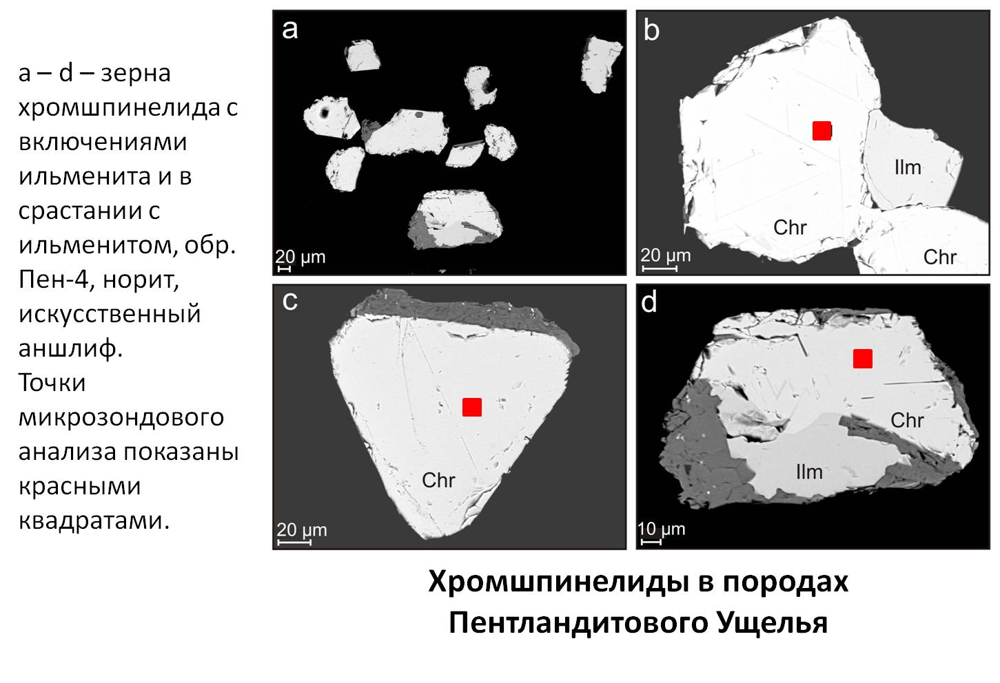 a – d – зерна
хромшпинелида с
включениями
ильменита и в
срастании с
ильменитом, обр.
Пен-4, норит,
искусственный
аншлиф.
Точки
микрозондового
анализа показаны
красными
квадратами.
a
20 µm
b
Ilm
Chr
Chr
20 µm
c
Chr
20 µm
d
Chr
Ilm
10 µm
Хромшпинелиды в породах
Пентландитового Ущелья